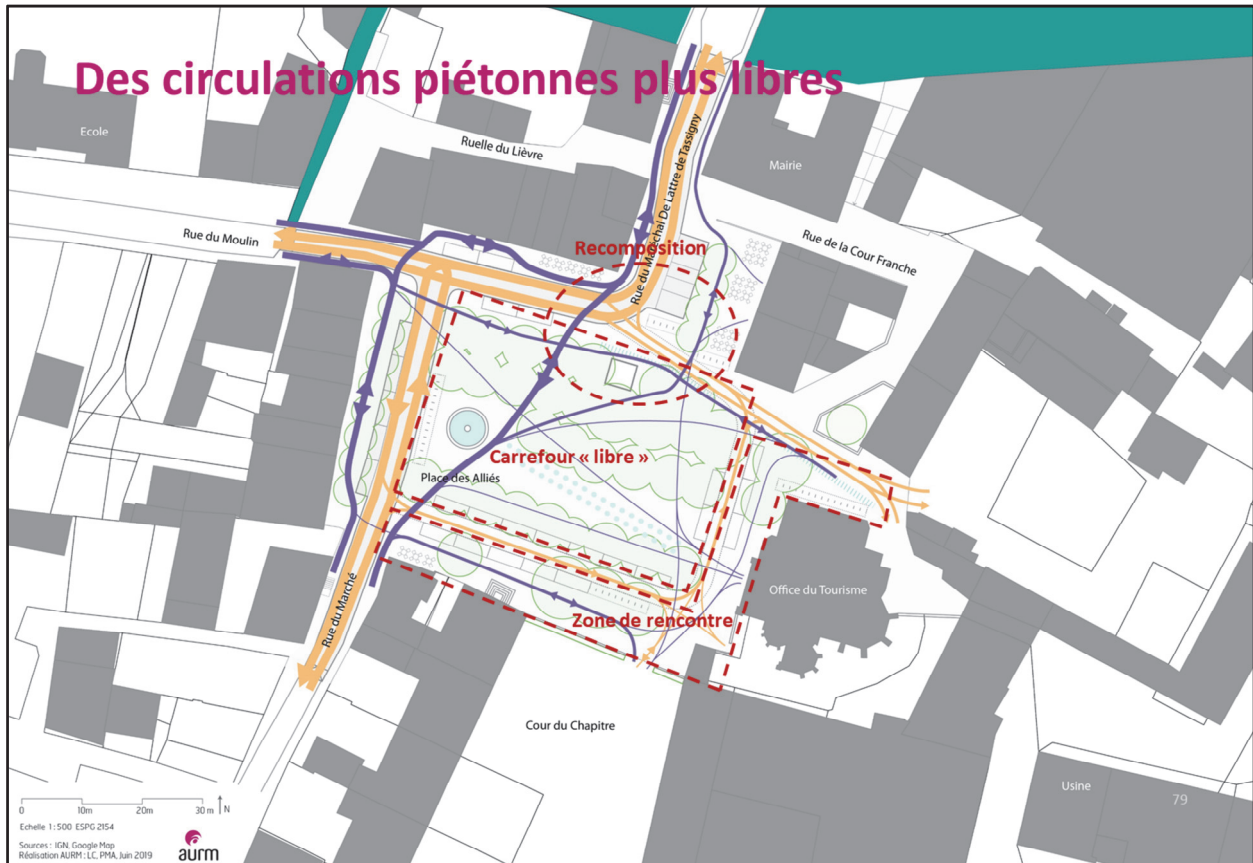 Des circulations piétonnes plus libres
Ecole
Ruelle du Lièvre
Mairie
Rue du Maréchal De Lattre de Tassigny
Rue du Moulin
Rue de la Cour Franche
Recomposition
Carrefour « libre »
Place des Alliés
Office du Tourisme
Zone de rencontre
Rue du Marché
Cour du Chapitre
Usine
79
0 10m 20m 30 m N
Echelle 1:500 ESPG 2154
Sources : IGN, Google Map
Réalisation AURM : LC, PMA, Juin 2019
aurm